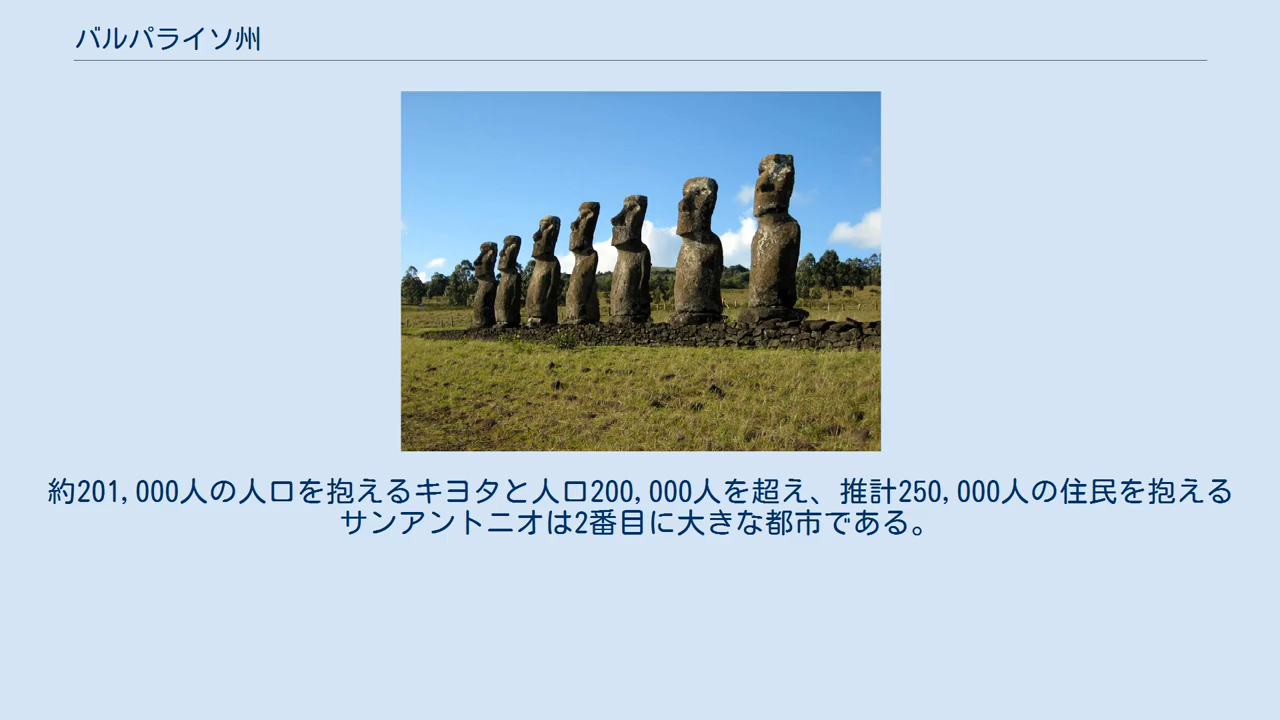 バルパライソ州
約201,000人の人口を抱えるキヨタと人口200,000人を超え、推計250,000人の住民を抱える
サンアントニオは2番目に大きな都市である。